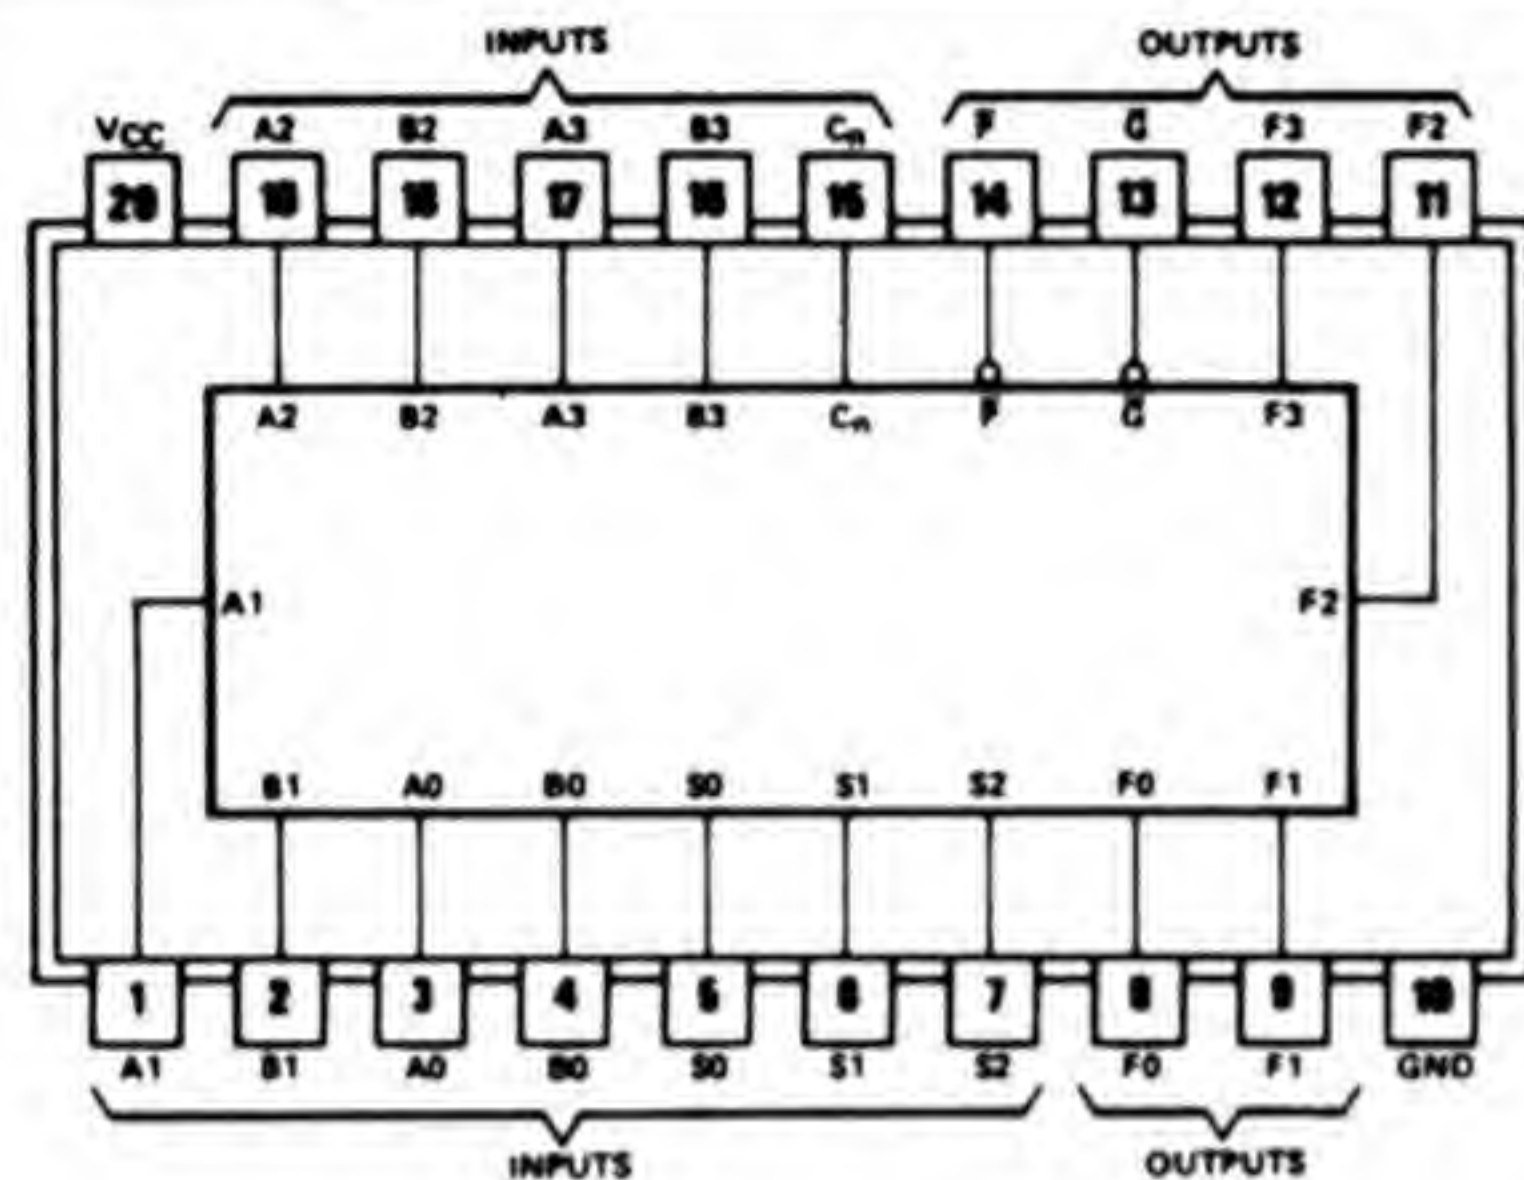 INPUTS OUTPUTS
VCC A2 B2 A3 B3 Cn P̅ G̅ F3 F2
20 19 18 17 16 15 14 13 12 11
A2 B2 A3 B3 Cn P̅ G̅ F3
A1 F2
B1 A0 B0 S0 S1 S2 F0 F1
1 2 3 4 5 6 7 8 9 10
A1 B1 A0 B0 S0 S1 S2 F0 F1 GND
INPUTS OUTPUTS